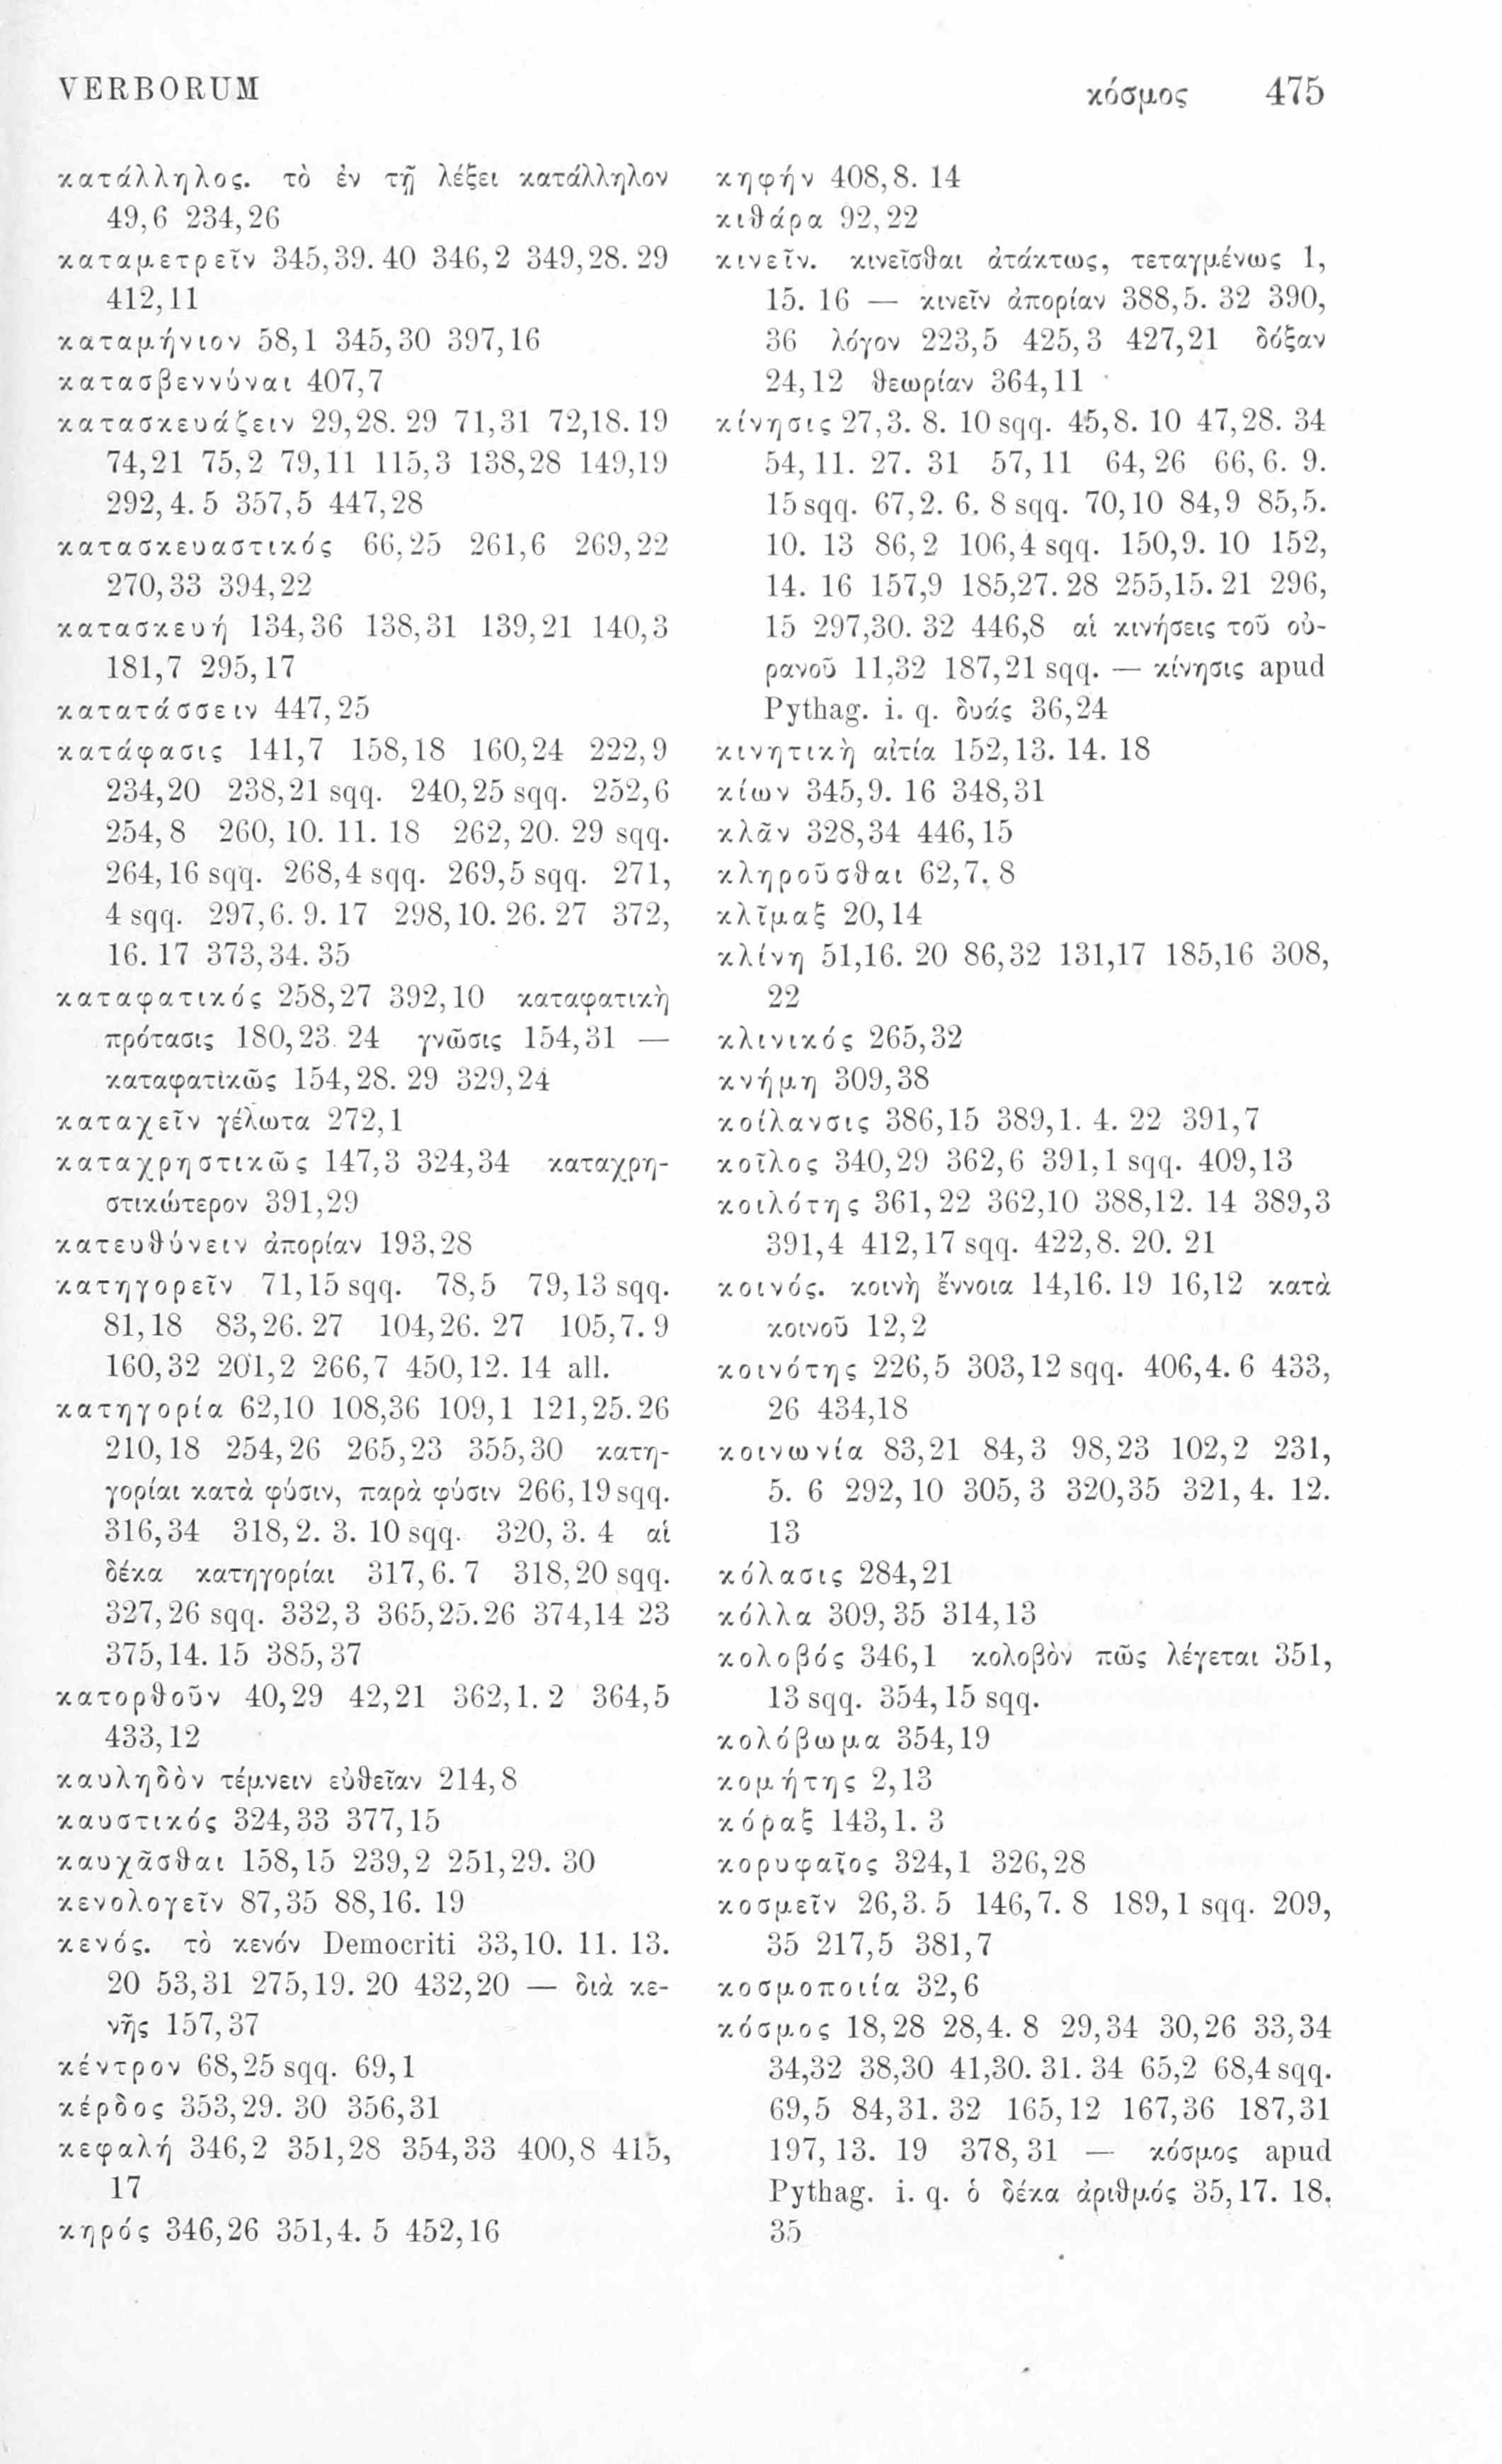 VERBORUM κόσμος 475
κατάλληλος. τὸ ἐν τῇ λέξει κατάλληλον
49,6 234,26
καταμετρεῖν 345,39. 40 346,2 349,28. 29
412,11
καταμήνιον 58,1 345,30 397,16
κατασβεννύναι 407,7
κατασκευάζειν 29,28. 29 71,31 72,18. 19
74,21 75,2 79,11 115,3 138,28 149,19
292,4. 5 357,5 447,28
κατασκευαστικός 66,25 261,6 269,22
270,33 394,22
κατασκευή 134,36 138,31 139,21 140,3
181,7 295,17
κατατάσσειν 447,25
κατάφασις 141,7 158,18 160,24 222,9
234,20 238,21 sqq. 240,25 sqq. 252,6
254,8 260,10. 11. 18 262,20. 29 sqq.
264,16 sqq. 268,4 sqq. 269,5 sqq. 271,
4 sqq. 297,6. 9. 17 298,10. 26. 27 372,
16. 17 373,34. 35
καταφατικός 258,27 392,10 καταφατικὴ
πρότασις 180,23. 24 γνῶσις 154,31 —
καταφατικῶς 154,28. 29 329,24
καταχεῖν γέλωτα 272,1
καταχρηστικῶς 147,3 324,34 καταχρη-
στικώτερον 391,29
κατευθύνειν ἀπορίαν 193,28
κατηγορεῖν 71,15 sqq. 78,5 79,13 sqq.
81,18 83,26. 27 104,26. 27 105,7. 9
160,32 201,2 266,7 450,12. 14 all.
κατηγορία 62,10 108,36 109,1 121,25. 26
210,18 254,26 265,23 355,30 κατη-
γορίαι κατὰ φύσιν, παρὰ φύσιν 266,19 sqq.
316,34 318,2. 3. 10 sqq. 320,3. 4 αἱ
δέκα κατηγορίαι 317,6. 7 318,20 sqq.
327,26 sqq. 332,3 365,25. 26 374,14 23
375,14. 15 385,37
κατορθοῦν 40,29 42,21 362,1. 2 364,5
433,12
καυληδὸν τέμνειν εὐθεῖαν 214,8
καυστικός 324,33 377,15
καυχᾶσθαι 158,15 239,2 251,29. 30
κενολογεῖν 87,35 88,16. 19
κενός. τὸ κενόν Democriti 33,10. 11. 13.
20 53,31 275,19. 20 432,20 — διὰ κε-
νῆς 157,37
κέντρον 68,25 sqq. 69,1
κέρδος 353,29. 30 356,31
κεφαλή 346,2 351,28 354,33 400,8 415,
17
κηρός 346,26 351,4. 5 452,16
κηφήν 408,8. 14
κιθάρα 92,22
κινεῖν. κινεῖσθαι ἀτάκτως, τεταγμένως 1,
15. 16 — κινεῖν ἀπορίαν 388,5. 32 390,
36 λόγον 223,5 425,3 427,21 δόξαν
24,12 θεωρίαν 364,11
κίνησις 27,3. 8. 10 sqq. 45,8. 10 47,28. 34
54,11. 27. 31 57,11 64,26 66,6. 9.
15 sqq. 67,2. 6. 8 sqq. 70,10 84,9 85,5.
10. 13 86,2 106,4 sqq. 150,9. 10 152,
14. 16 157,9 185,27. 28 255,15. 21 296,
15 297,30. 32 446,8 αἱ κινήσεις τοῦ οὐ-
ρανοῦ 11,32 187,21 sqq. — κίνησις apud
Pythag. i. q. δυάς 36,24
κινητικὴ αἰτία 152,13. 14. 18
κίων 345,9. 16 348,31
κλᾶν 328,34 446,15
κληροῦσθαι 62,7. 8
κλῖμαξ 20,14
κλίνη 51,16. 20 86,32 131,17 185,16 308,
22
κλινικός 265,32
κνήμη 309,38
κοίλανσις 386,15 389,1. 4. 22 391,7
κοῖλος 340,29 362,6 391,1 sqq. 409,13
κοιλότης 361,22 362,10 388,12. 14 389,3
391,4 412,17 sqq. 422,8. 20. 21
κοινός. κοινὴ ἔννοια 14,16. 19 16,12 κατὰ
κοινοῦ 12,2
κοινότης 226,5 303,12 sqq. 406,4. 6 433,
26 434,18
κοινωνία 83,21 84,3 98,23 102,2 231,
5. 6 292,10 305,3 320,35 321,4. 12.
13
κόλασις 284,21
κόλλα 309,35 314,13
κολοβός 346,1 κολοβὸν πῶς λέγεται 351,
13 sqq. 354,15 sqq.
κολόβωμα 354,19
κομήτης 2,13
κόραξ 143,1. 3
κορυφαῖος 324,1 326,28
κοσμεῖν 26,3. 5 146,7. 8 189,1 sqq. 209,
35 217,5 381,7
κοσμοποιία 32,6
κόσμος 18,28 28,4. 8 29,34 30,26 33,34
34,32 38,30 41,30. 31. 34 65,2 68,4 sqq.
69,5 84,31. 32 165,12 167,36 187,31
197,13. 19 378,31 — κόσμος apud
Pythag. i. q. ὁ δέκα ἀριθμός 35,17. 18.
35